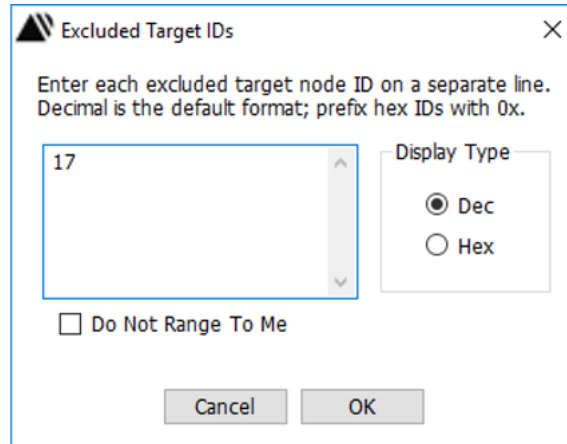 Excluded Target IDs
Enter each excluded target node ID on a separate line.
Decimal is the default format; prefix hex IDs with 0x.
17
Display Type
Dec
Hex
Do Not Range To Me
Cancel
OK